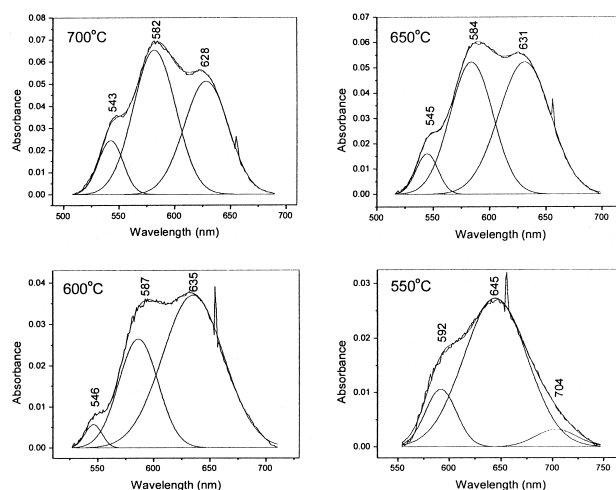 700°C
543
582
628
0.08
0.07
0.06
0.05
0.04
0.03
0.02
0.01
0.00
Absorbance
500 550 600 650 700
Wavelength (nm)
650°C
545
584
631
0.07
0.06
0.05
0.04
0.03
0.02
0.01
0.00
Absorbance
500 550 600 650 700
Wavelength (nm)
600°C
546
587
635
0.04
0.03
0.02
0.01
0.00
Absorbance
550 600 650 700
Wavelength (nm)
550°C
592
645
704
0.03
0.02
0.01
0.00
Absorbance
550 600 650 700 750
Wavelength (nm)